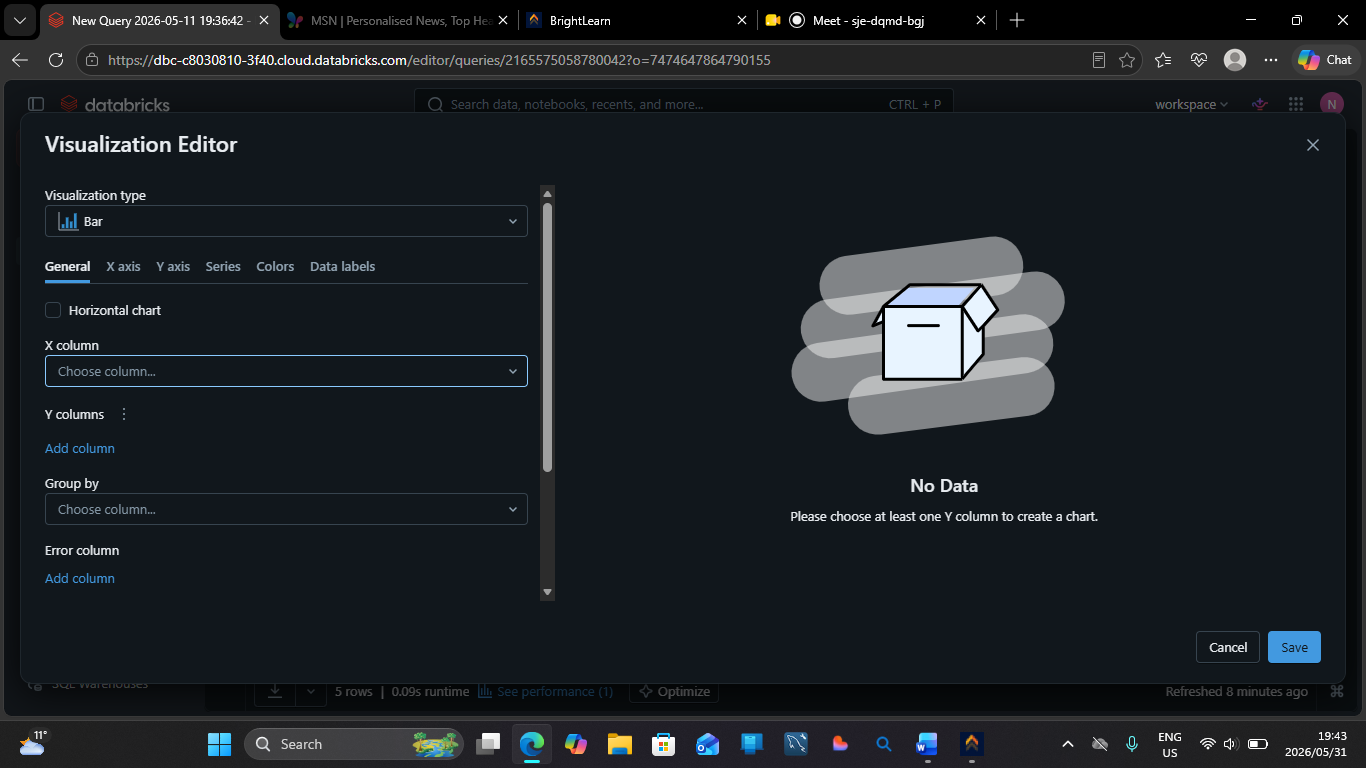 New Query 2026-05-11 19:36:42 -
MSN | Personalised News, Top Hea
BrightLearn
Meet - sje-dqmd-bgj
https://dbc-c8030810-3f40.cloud.databricks.com/editor/queries/2165575058780042?o=7474647864790155
Chat
databricks
Search data, notebooks, recents, and more...
CTRL + P
workspace
N
Visualization Editor
Visualization type
Bar
General X axis Y axis Series Colors Data labels
Horizontal chart
X column
Choose column...
Y columns
Add column
Group by
Choose column...
Error column
Add column
No Data
Please choose at least one Y column to create a chart.
Cancel
Save
SQL Warehouses
5 rows | 0.09s runtime
See performance (1)
Optimize
Refreshed 8 minutes ago
11°
Search
ENG
US
19:43
2026/05/31